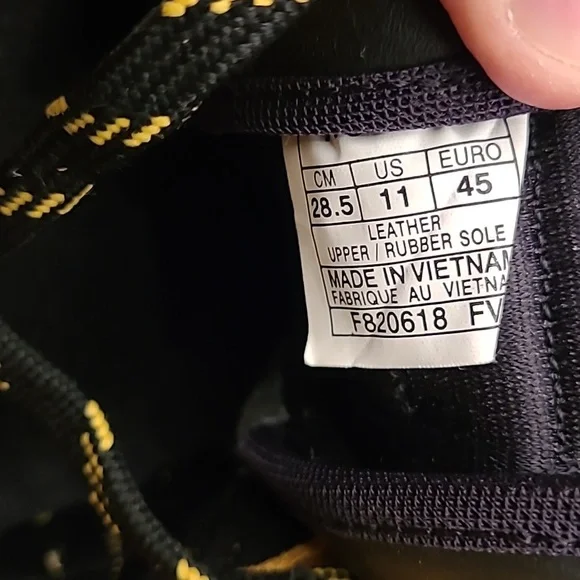 CM US EURO
28.5 11 45
LEATHER
UPPER / RUBBER SOLE
MADE IN VIETNAM
FABRIQUE AU VIETNA
F820618 FV